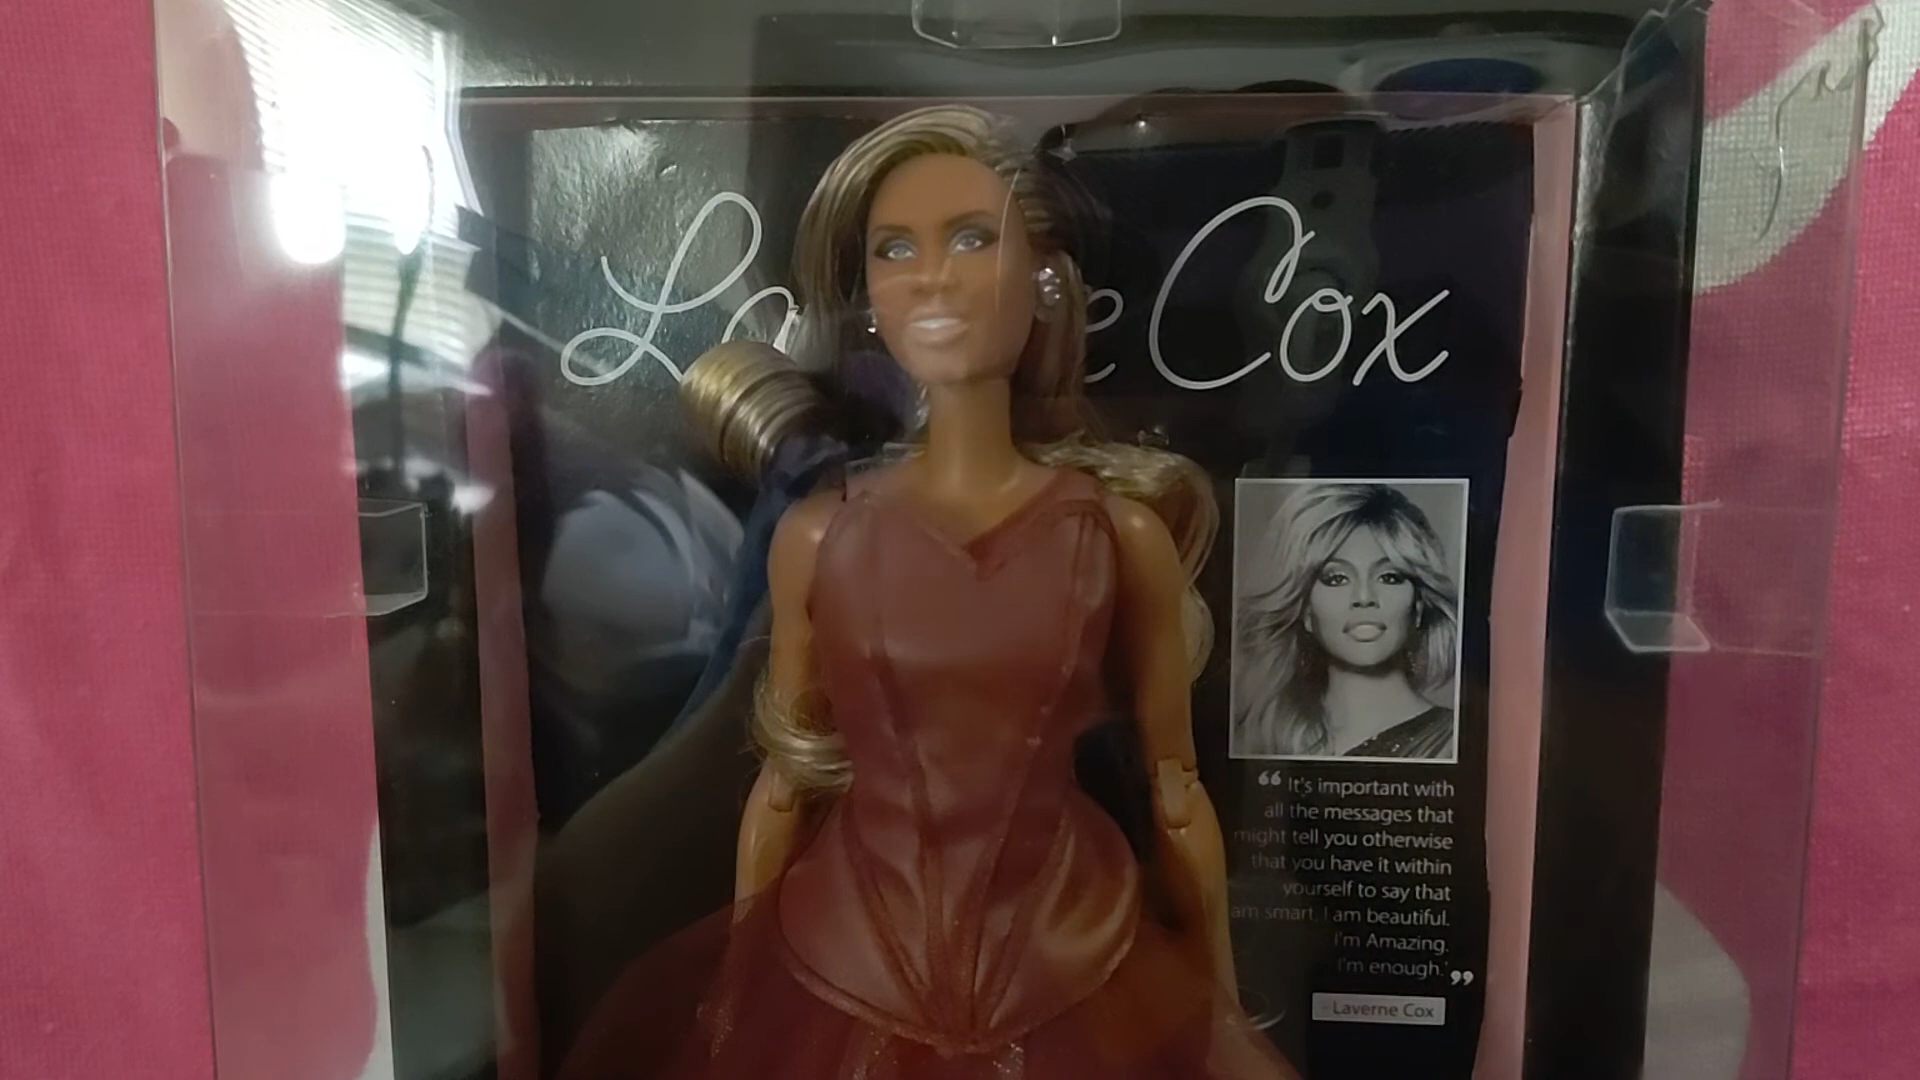 La e Cox
“ It's important with
all the messages that
might tell you otherwise
that you have it within
yourself to say that
am smart. I am beautiful.
I'm Amazing.
I'm enough.' ”
- Laverne Cox